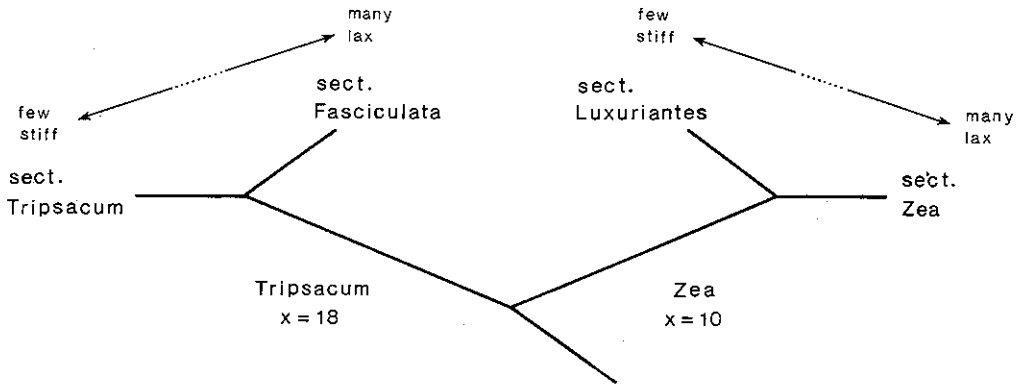 many
lax
few
stiff
sect.
Fasciculata
sect.
Luxuriantes
few
stiff
many
lax
sect.
Tripsacum
sect.
Zea
Tripsacum
x = 18
Zea
x = 10